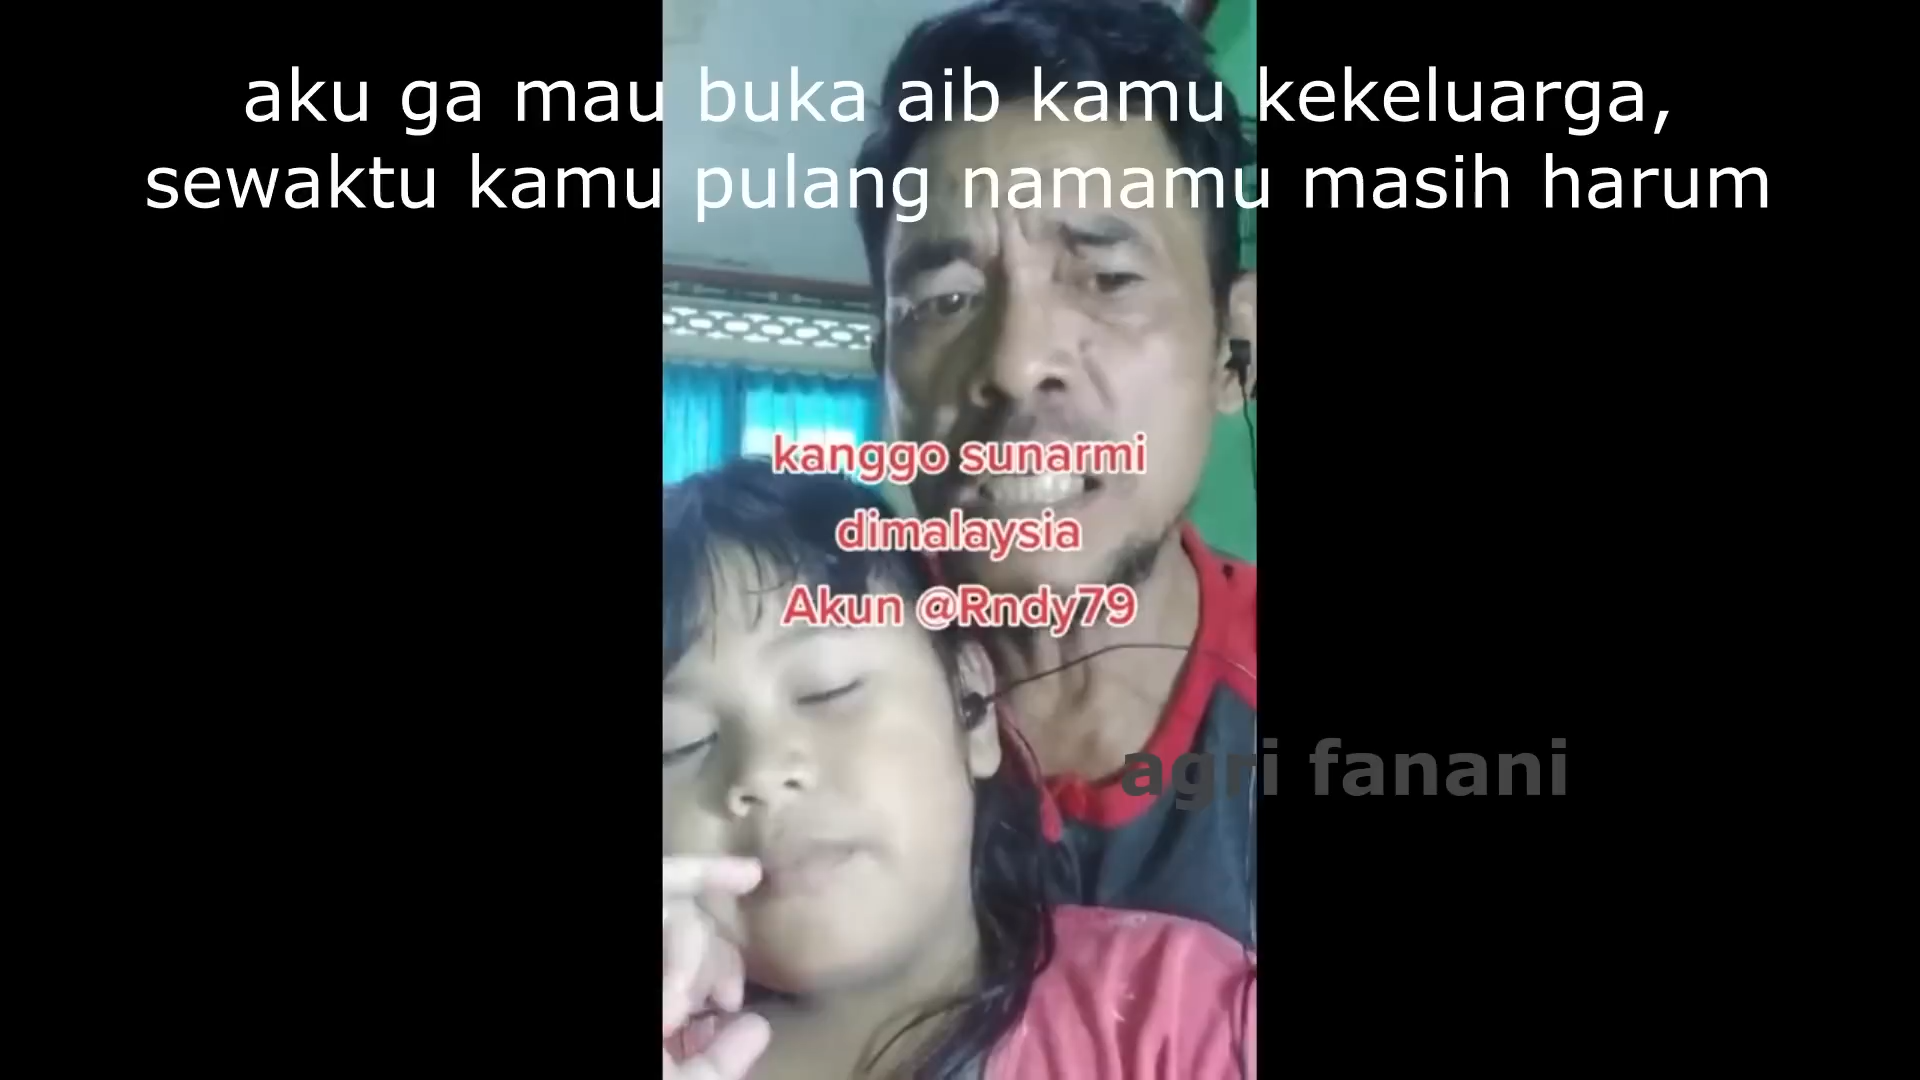 aku ga mau buka aib kamu kekeluarga,
sewaktu kamu pulang namamu masih harum
kanggo sunarmi
dimalaysia
Akun @Rndy79
agri fanani